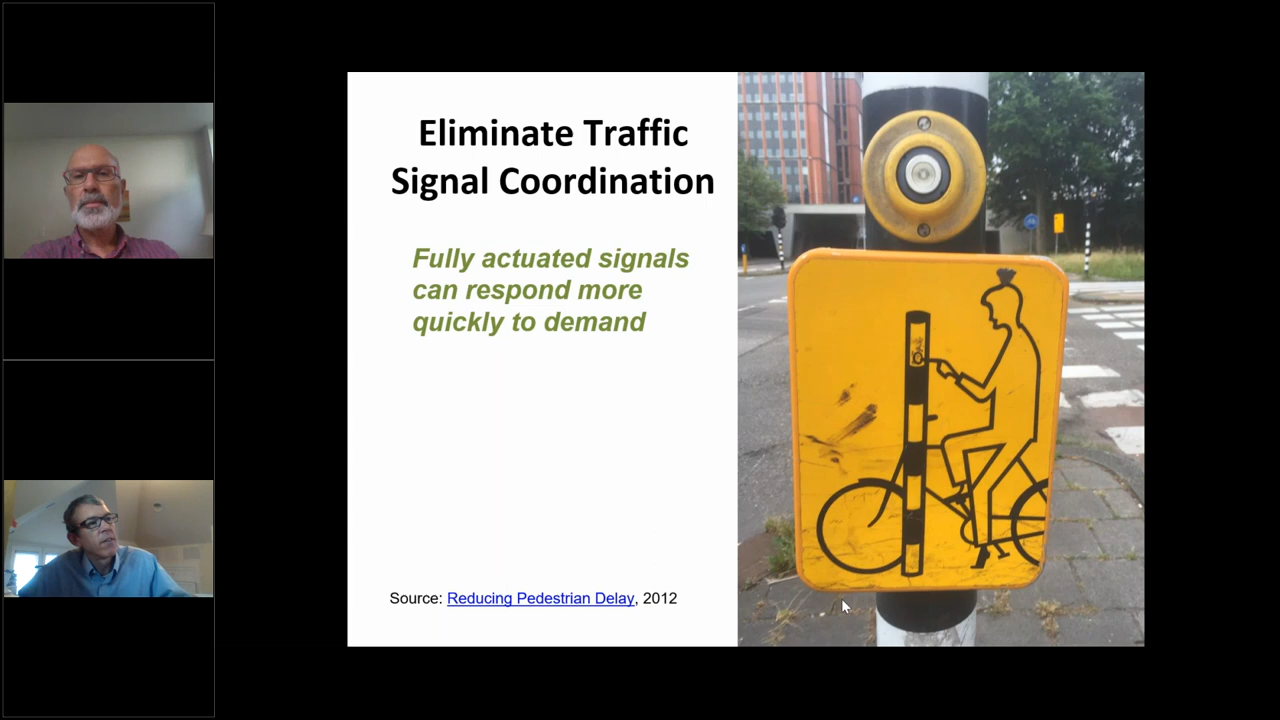 Eliminate Traffic
Signal Coordination
Fully actuated signals
can respond more
quickly to demand
Source: Reducing Pedestrian Delay, 2012